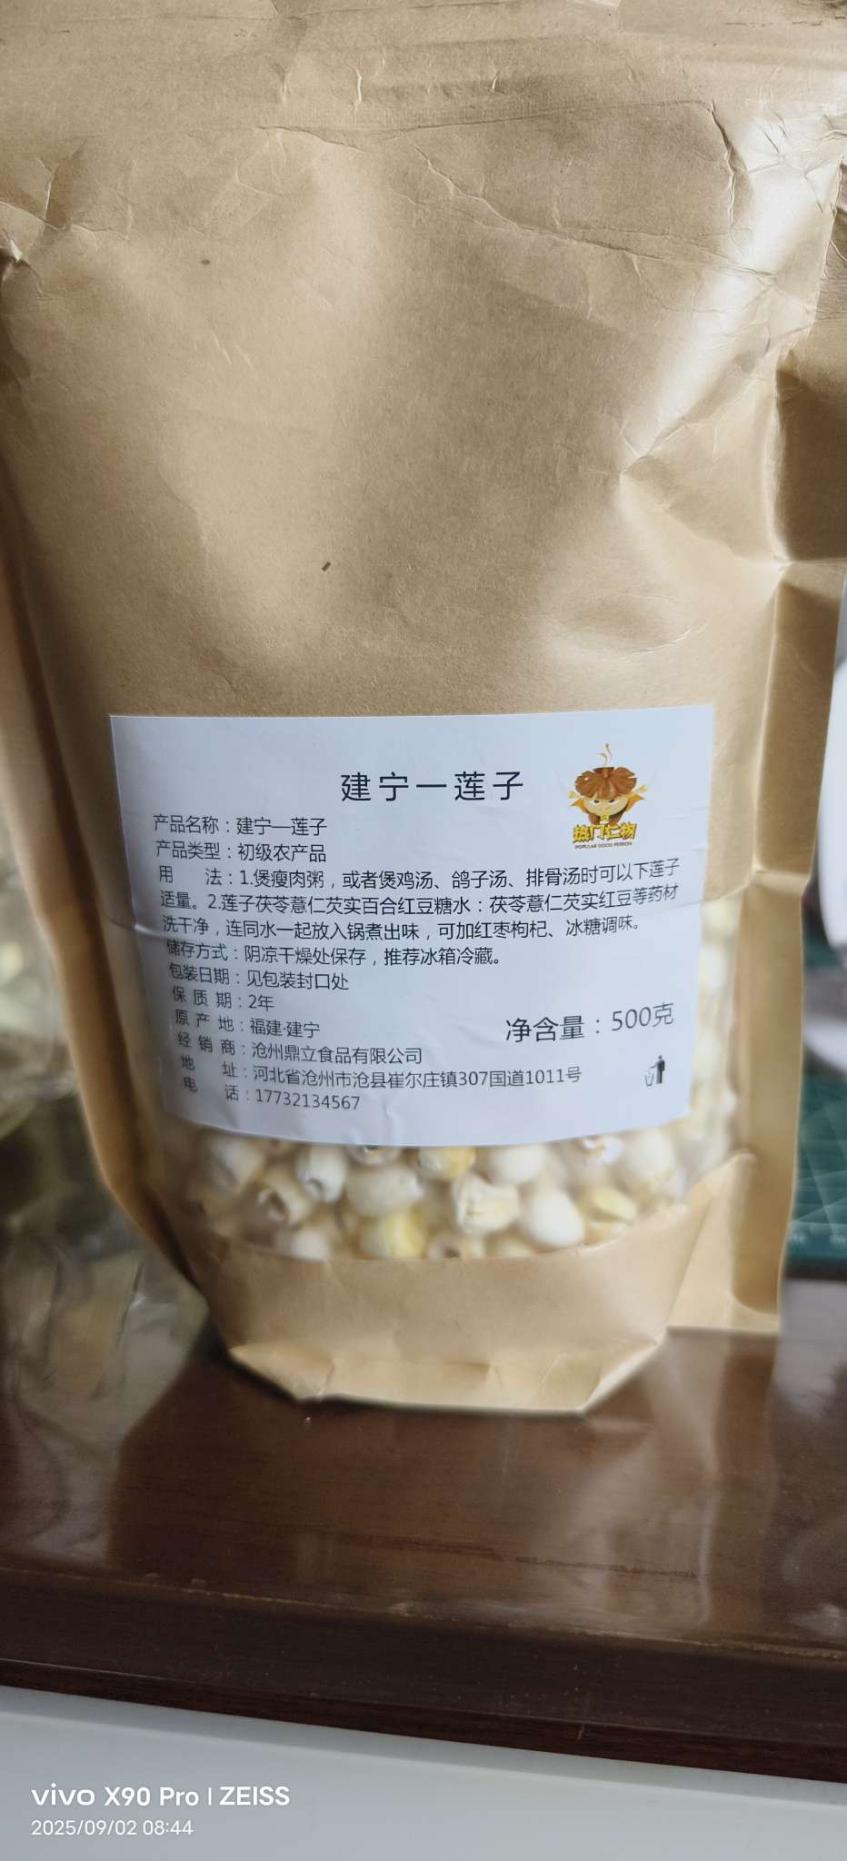 建宁一莲子
热门仁物
POPULAR GOOD PERSON
产品名称：建宁—莲子
产品类型：初级农产品
用 法：1.煲瘦肉粥，或者煲鸡汤、鸽子汤、排骨汤时可以下莲子
适量。2.莲子茯苓薏仁芡实百合红豆糖水：茯苓薏仁芡实红豆等药材
洗干净，连同水一起放入锅煮出味，可加红枣枸杞、冰糖调味。
储存方式：阴凉干燥处保存，推荐冰箱冷藏。
包装日期：见包装封口处
保 质 期：2年
原 产 地：福建·建宁
净含量：500克
经 销 商：沧州鼎立食品有限公司
地 址：河北省沧州市沧县崔尔庄镇307国道1011号
电 话：17732134567
vivo X90 Pro | ZEISS
2025/09/02 08:44